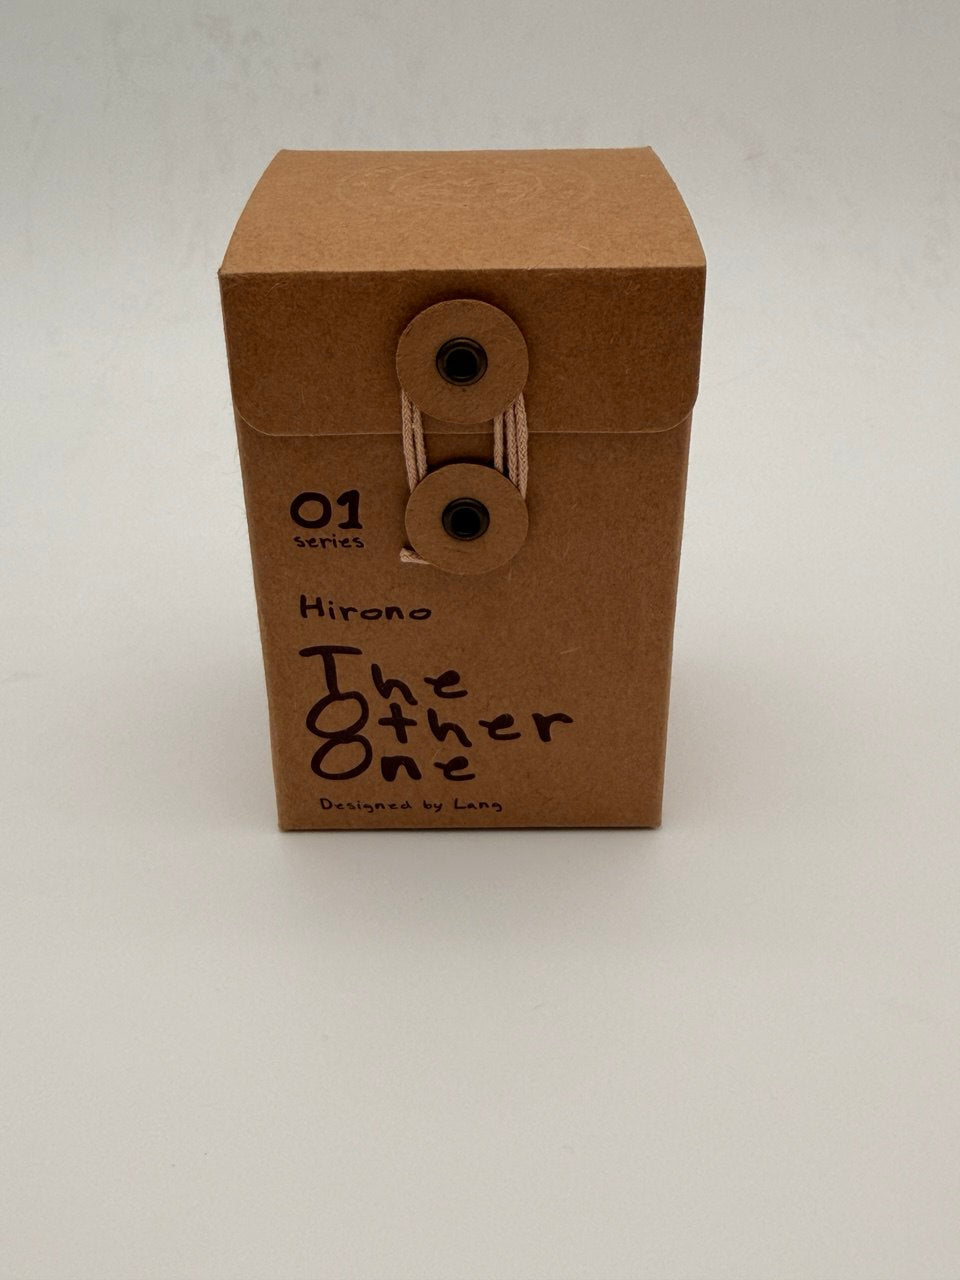 01
series
Hirono
The
Other
One
Designed by Lang